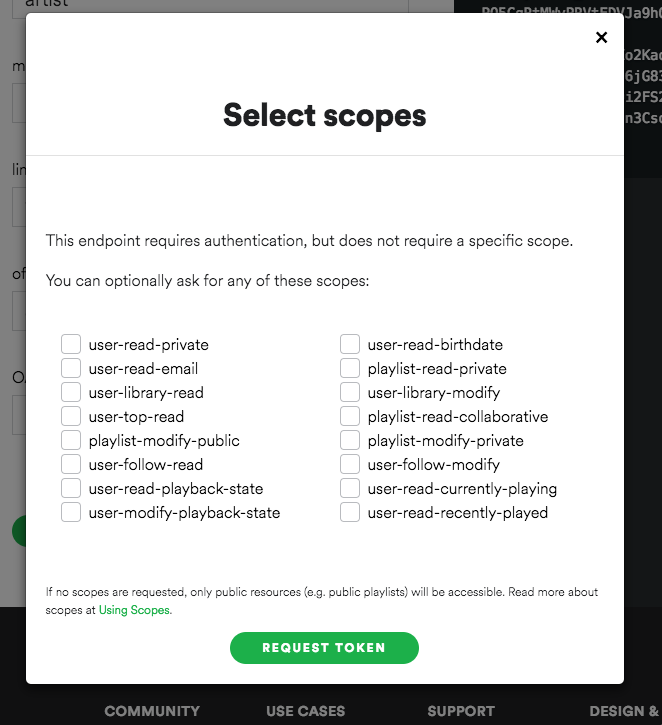 artist
×
Select scopes
This endpoint requires authentication, but does not require a specific scope.
You can optionally ask for any of these scopes:
user-read-private
user-read-birthdate
user-read-email
playlist-read-private
user-library-read
user-library-modify
user-top-read
playlist-read-collaborative
playlist-modify-public
playlist-modify-private
user-follow-read
user-follow-modify
user-read-playback-state
user-read-currently-playing
user-modify-playback-state
user-read-recently-played
If no scopes are requested, only public resources (e.g. public playlists) will be accessible. Read more about
scopes at Using Scopes.
REQUEST TOKEN
COMMUNITY
USE CASES
SUPPORT
DESIGN &